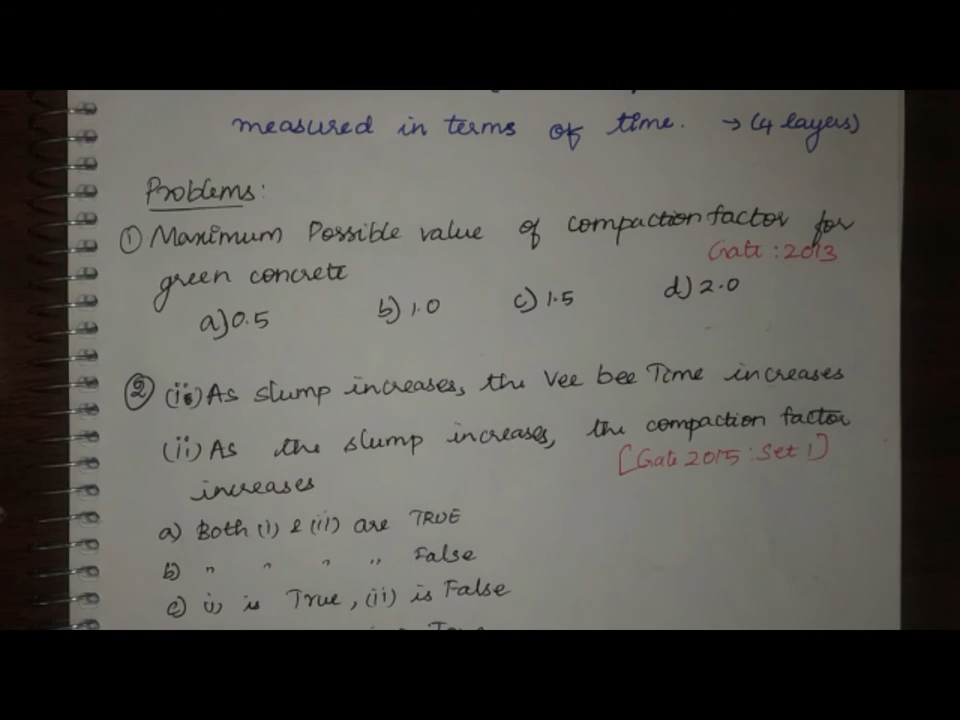 measured in terms of time. → (4 layers)
Problems:
① Maximum Possible value of compaction factor for
Gate : 2013
green concrete
a) 0.5 b) 1.0 c) 1.5 d) 2.0
② (i) As slump increases, the Vee bee Time increases
(ii) As the slump increases, the compaction factor
[Gate 2015 : Set 1]
increases
a) Both (i) & (ii) are TRUE
b) " " " " False
c) (i) is True, (ii) is False